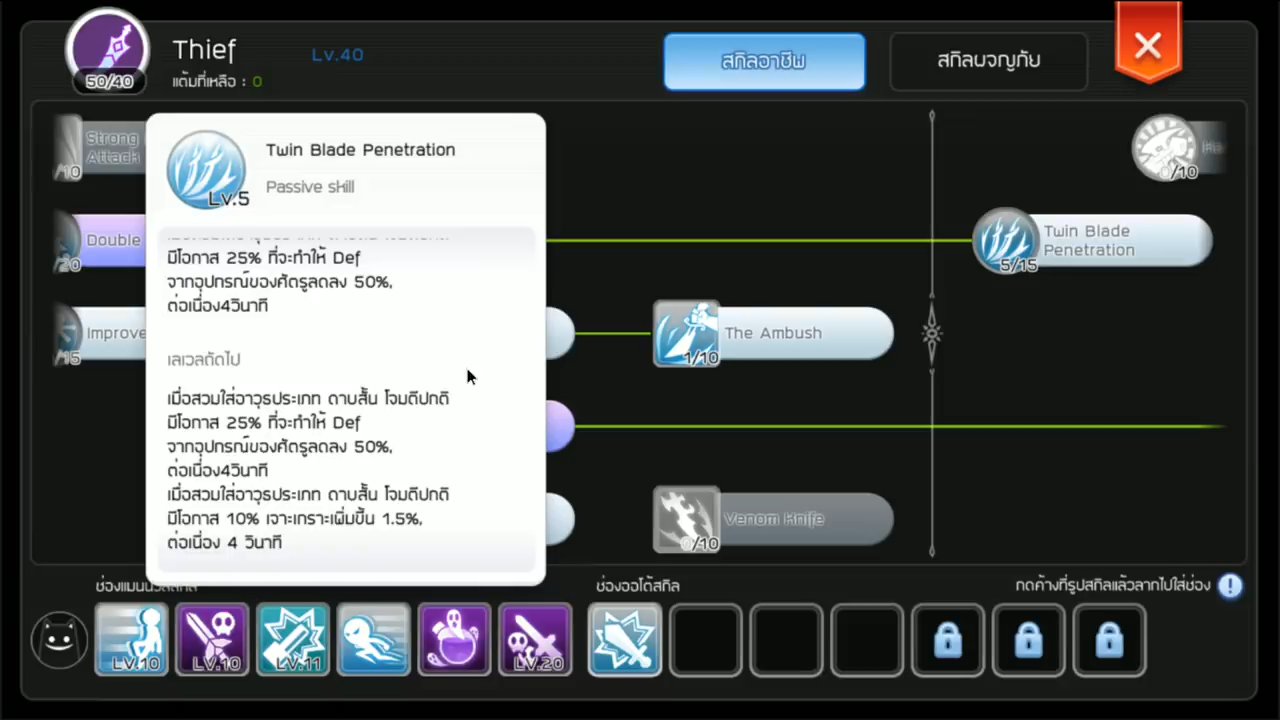 Thief
Lv.40
50/40
แต้มที่เหลือ : 0
สกิลอาชีพ
สกิลผจญภัย
Strong
Attack
/10
Twin Blade Penetration
Passive skill
Lv.5
มีโอกาส 25% ที่จะทำให้ Def
จากอุปกรณ์ของศัตรูลดลง 50%,
ต่อเนื่อง4วินาที
เลเวลถัดไป
เมื่อสวมใส่อาวุธประเภท ดาบสั้น โจมตีปกติ
มีโอกาส 25% ที่จะทำให้ Def
จากอุปกรณ์ของศัตรูลดลง 50%,
ต่อเนื่อง4วินาที
เมื่อสวมใส่อาวุธประเภท ดาบสั้น โจมตีปกติ
มีโอกาส 10% เจาะเกราะเพิ่มขึ้น 1.5%,
ต่อเนื่อง 4 วินาที
0/10
Double
/20
Twin Blade
Penetration
5/15
Improve
/15
The Ambush
1/10
Venom Knife
0/10
ช่องออโต้สกิล
กดค้างที่รูปสกิลแล้วลากไปใส่ช่อง
LV.10
LV.10
LV.11
LV.20